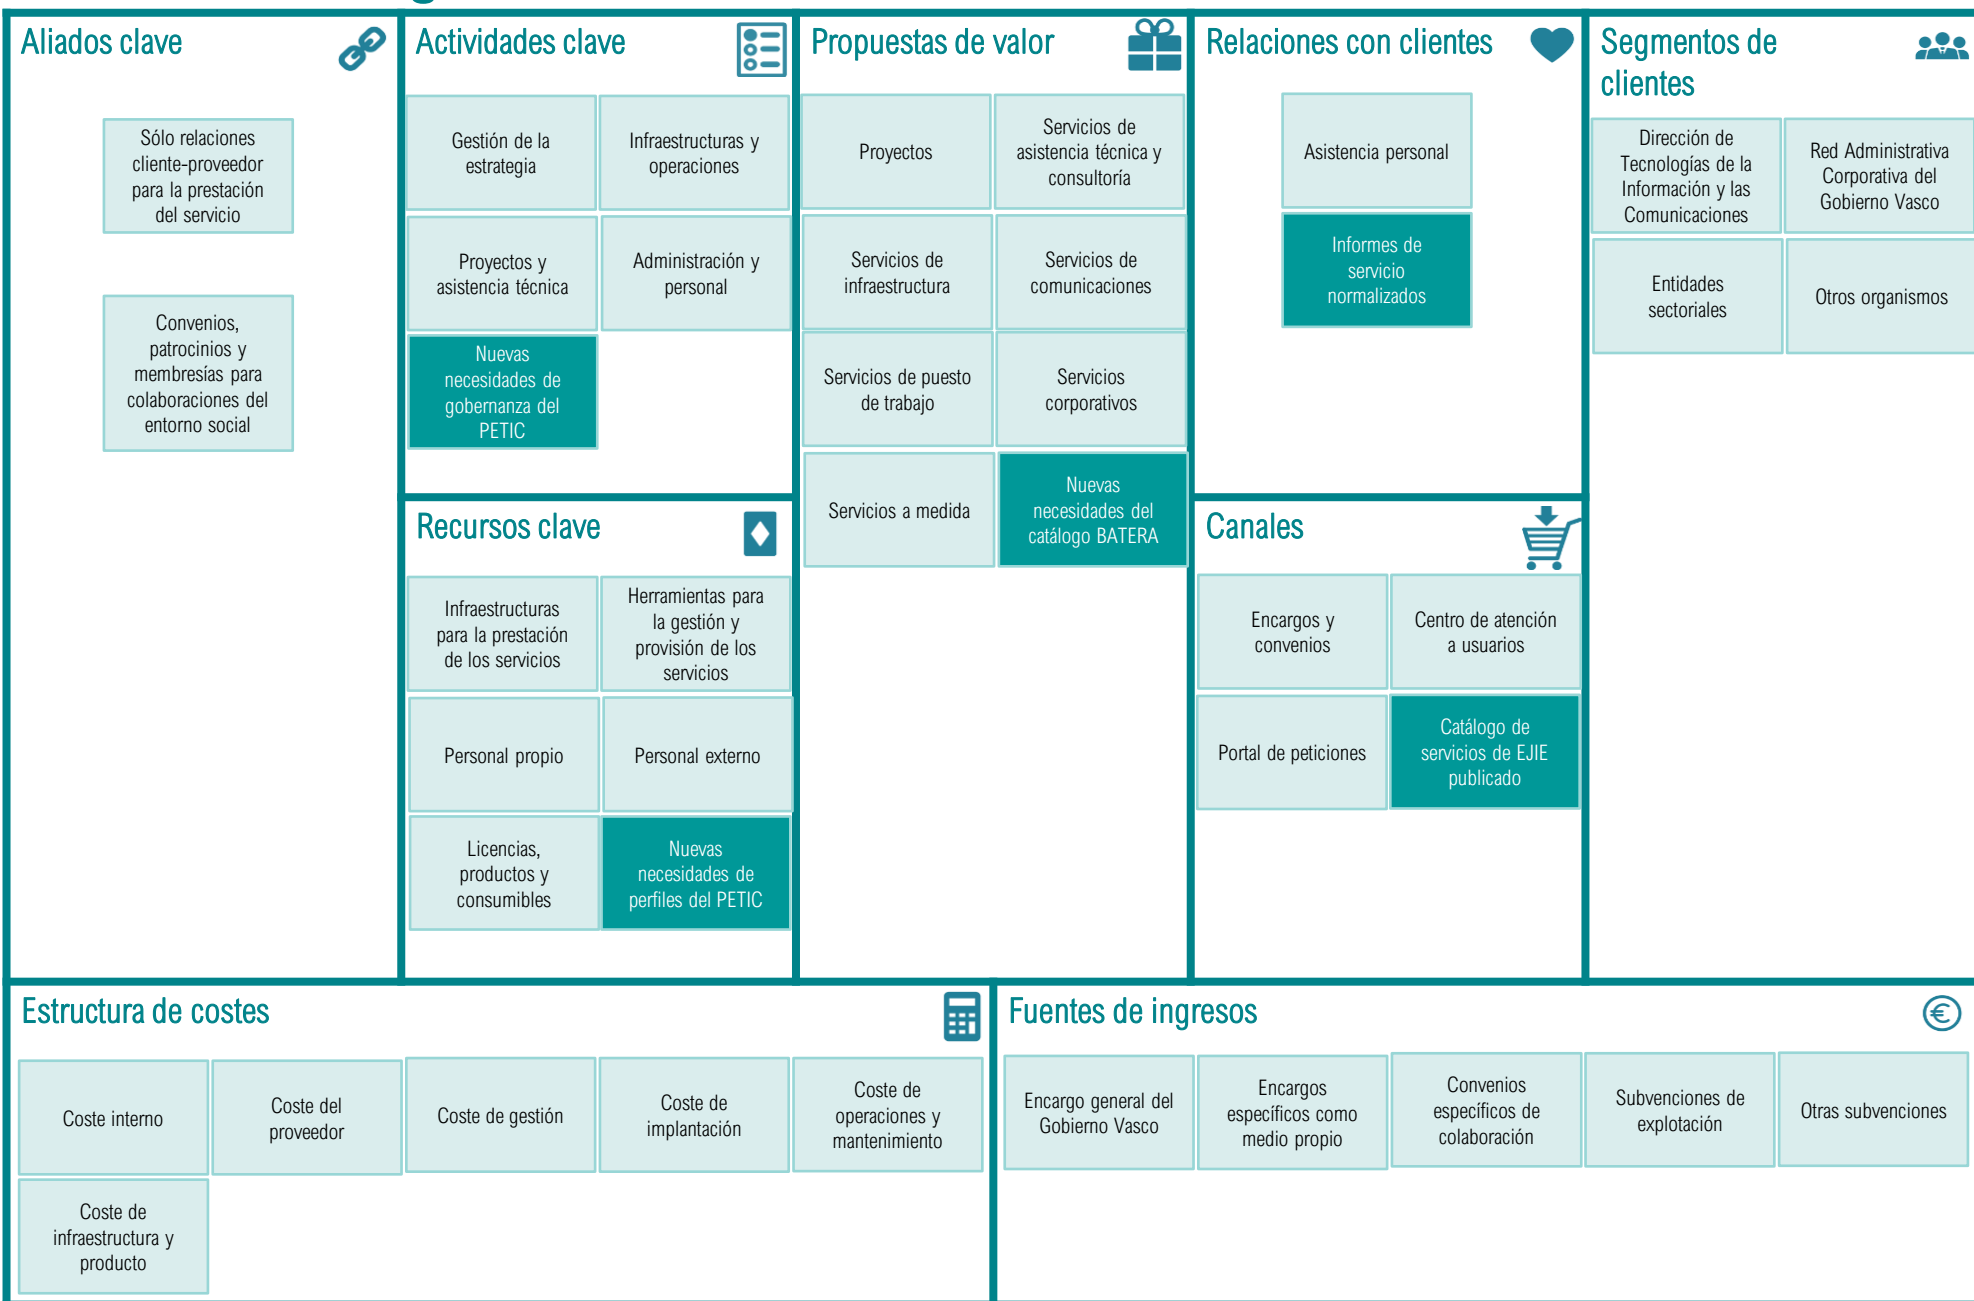 Aliados clave
Sólo relaciones
cliente-proveedor
para la prestación
del servicio
Convenios,
patrocinios y
membresías para
colaboraciones del
entorno social
Actividades clave
Gestión de la
estrategia
Infraestructuras y
operaciones
Proyectos y
asistencia técnica
Administración y
personal
Nuevas
necesidades de
gobernanza del
PETIC
Recursos clave
Infraestructuras
para la prestación
de los servicios
Herramientas para
la gestión y
provisión de los
servicios
Personal propio
Personal externo
Licencias,
productos y
consumibles
Nuevas
necesidades de
perfiles del PETIC
Propuestas de valor
Proyectos
Servicios de
asistencia técnica y
consultoría
Servicios de
infraestructura
Servicios de
comunicaciones
Servicios de puesto
de trabajo
Servicios
corporativos
Servicios a medida
Nuevas
necesidades del
catálogo BATERA
Relaciones con clientes
Asistencia personal
Informes de
servicio
normalizados
Canales
Encargos y
convenios
Centro de atención
a usuarios
Portal de peticiones
Catálogo de
servicios de EJIE
publicado
Segmentos de
clientes
Dirección de
Tecnologías de la
Información y las
Comunicaciones
Red Administrativa
Corporativa del
Gobierno Vasco
Entidades
sectoriales
Otros organismos
Estructura de costes
Coste interno
Coste del
proveedor
Coste de gestión
Coste de
implantación
Coste de
operaciones y
mantenimiento
Coste de
infraestructura y
producto
Fuentes de ingresos
Encargo general del
Gobierno Vasco
Encargos
específicos como
medio propio
Convenios
específicos de
colaboración
Subvenciones de
explotación
Otras subvenciones